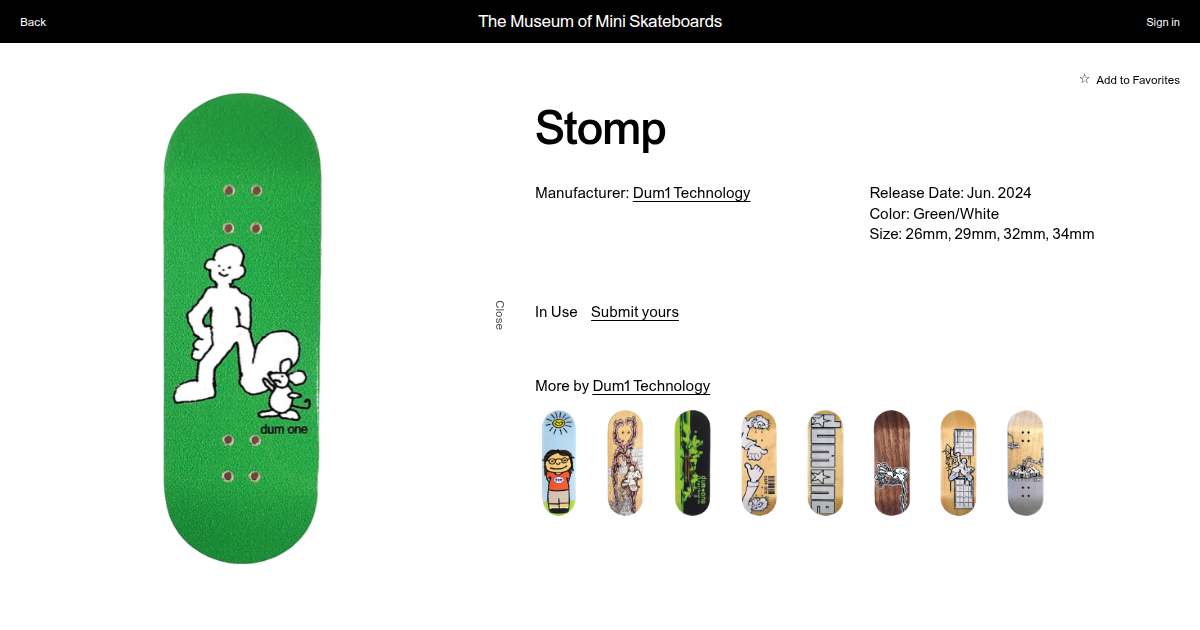 Back
The Museum of Mini Skateboards
Sign in
☆ Add to Favorites
Stomp
Manufacturer: Dum1 Technology
Release Date: Jun. 2024
Color: Green/White
Size: 26mm, 29mm, 32mm, 34mm
Close
In Use Submit yours
dum one
More by Dum1 Technology
dumone